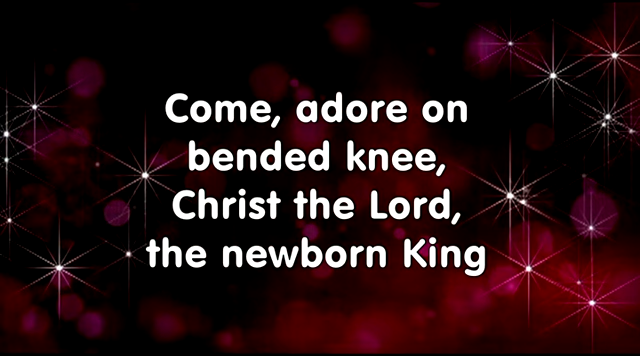 Come, adore on
bended knee,
Christ the Lord,
the newborn King